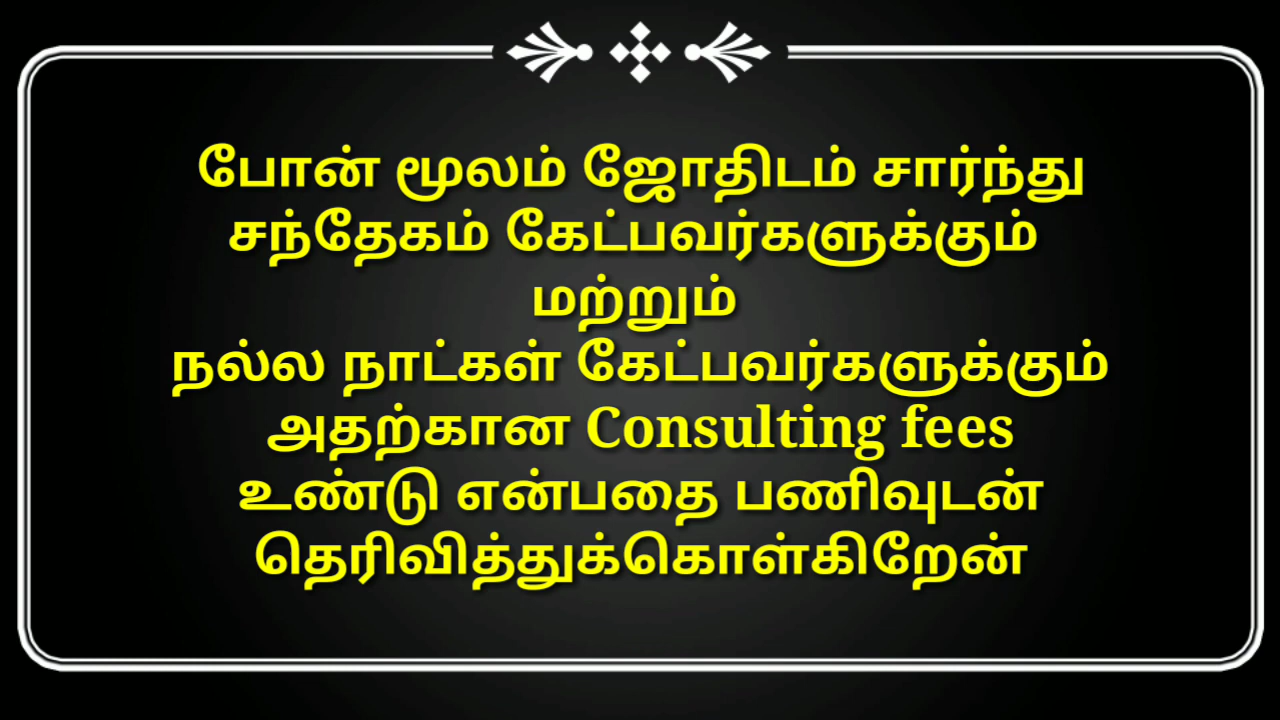 போன் மூலம் ஜோதிடம் சார்ந்து
சந்தேகம் கேட்பவர்களுக்கும்
மற்றும்
நல்ல நாட்கள் கேட்பவர்களுக்கும்
அதற்கான Consulting fees
உண்டு என்பதை பணிவுடன்
தெரிவித்துக்கொள்கிறேன்